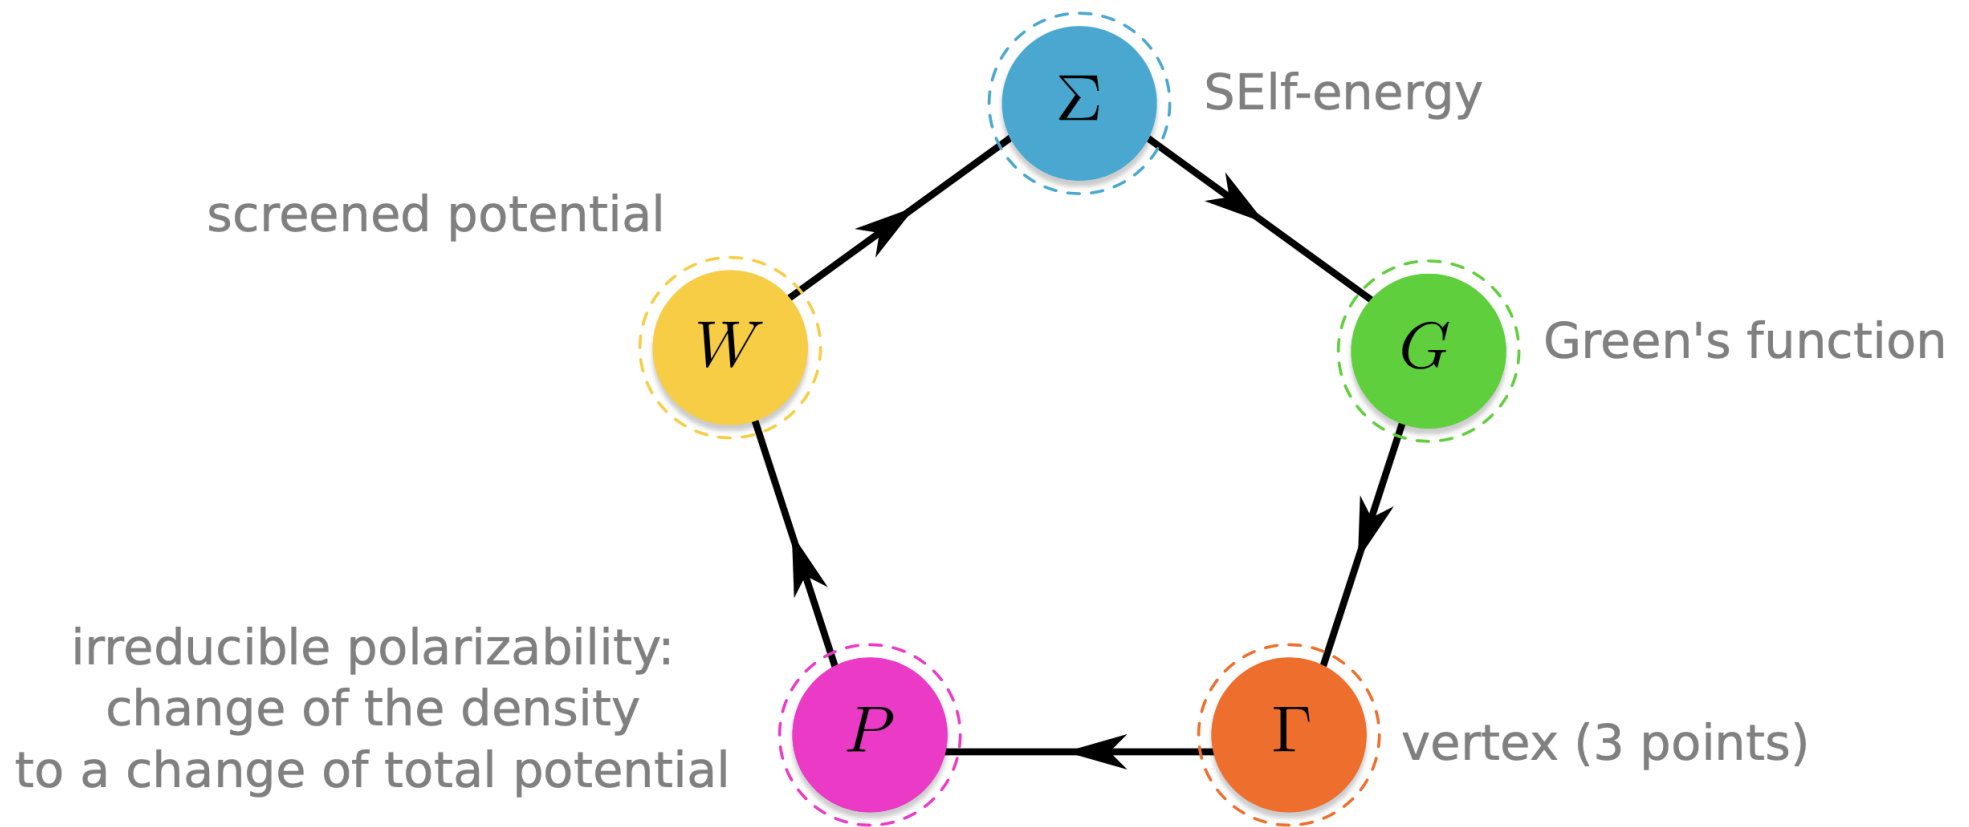 Σ
SElf-energy
screened potential
W
G
Green's function
irreducible polarizability:
change of the density
to a change of total potential
P
Γ
vertex (3 points)